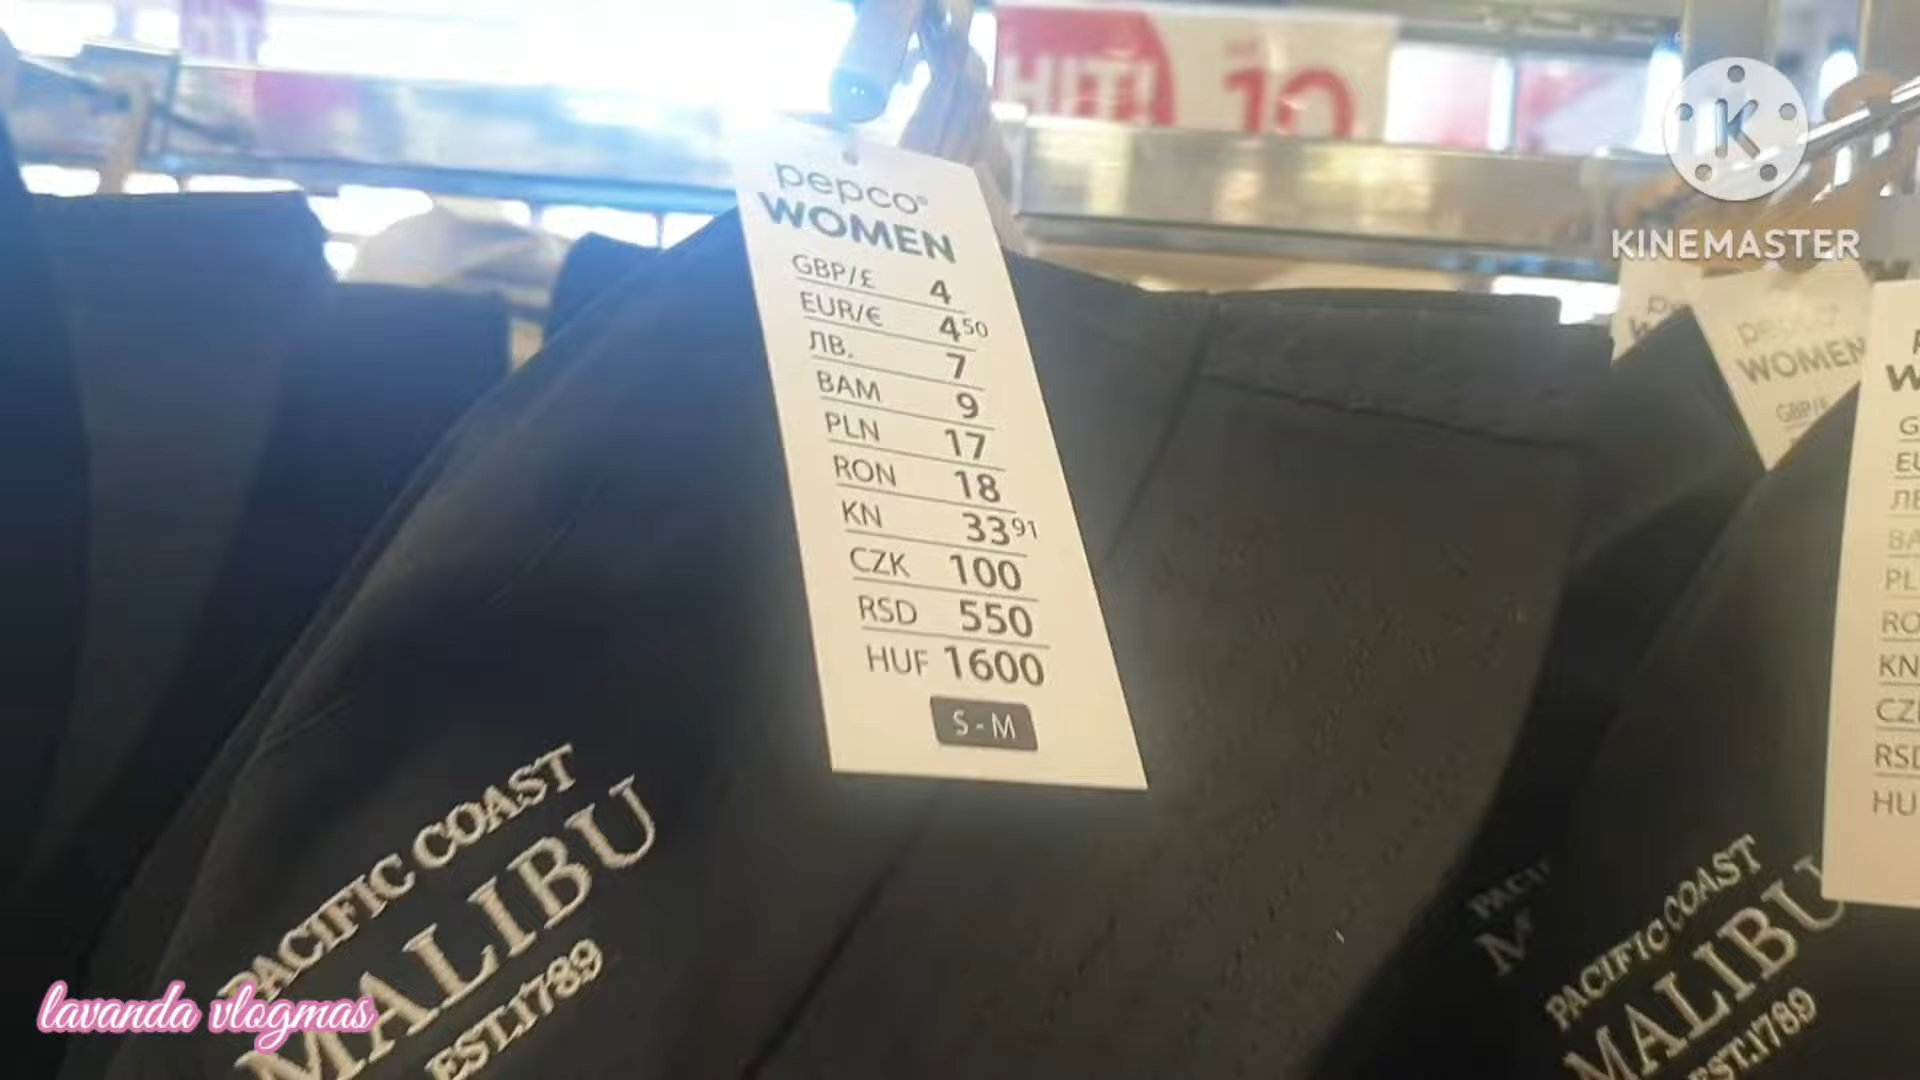 HIT!
10
KINEMASTER
pepco®
WOMEN
GBP/£ 4
EUR/€ 4 50
ЛВ. 7
BAM 9
PLN 17
RON 18
KN 33 91
CZK 100
RSD 550
HUF 1600
S - M
pepco
WOMEN
GBP/£
PACIFIC COAST
MALIBU
EST.1789
PACIFIC COAST
MALIBU
EST.1789
lavanda vlogmas